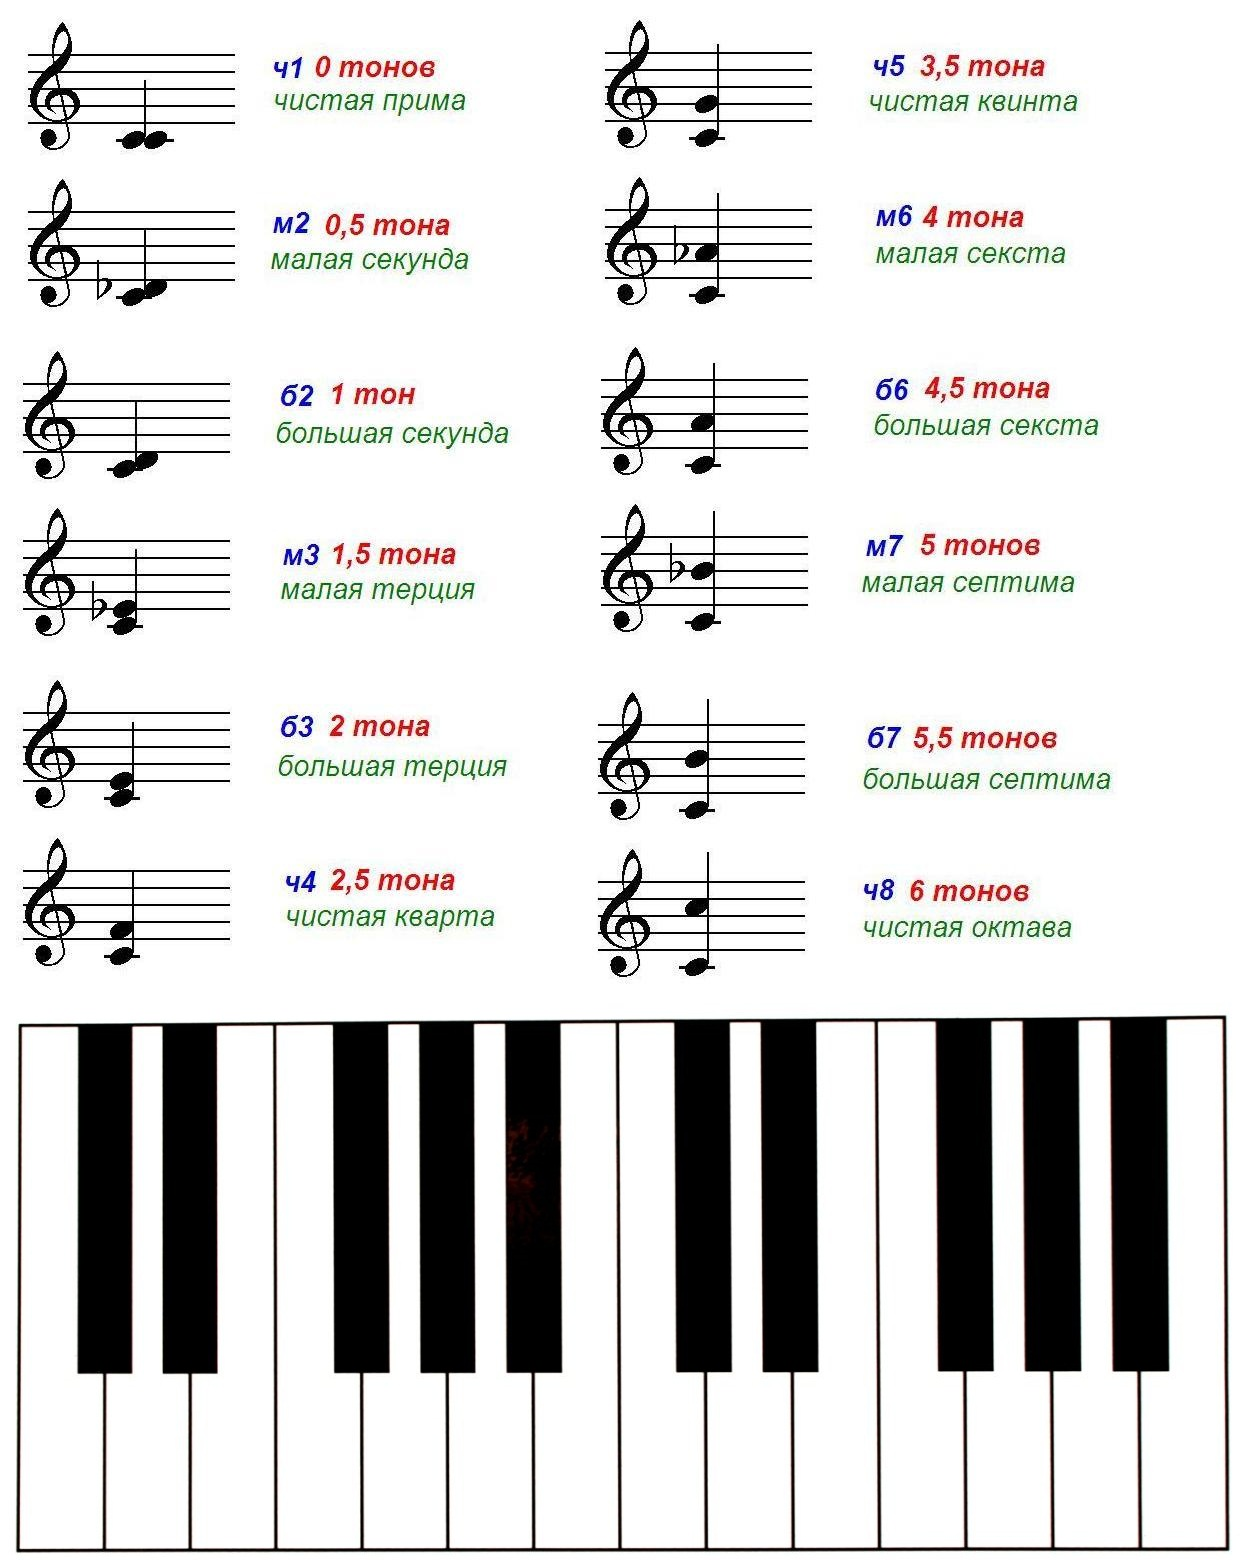 ч1 0 тонов
чистая прима
м2 0,5 тона
малая секунда
б2 1 тон
большая секунда
м3 1,5 тона
малая терция
б3 2 тона
большая терция
ч4 2,5 тона
чистая кварта
ч5 3,5 тона
чистая квинта
м6 4 тона
малая секста
б6 4,5 тона
большая секста
м7 5 тонов
малая септима
б7 5,5 тонов
большая септима
ч8 6 тонов
чистая октава